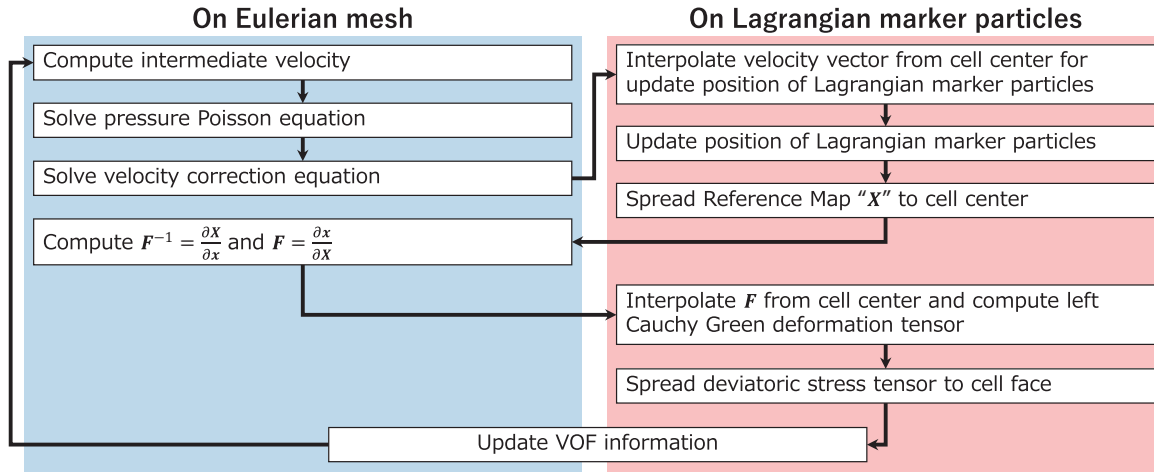 On Eulerian mesh
On Lagrangian marker particles
Compute intermediate velocity
Solve pressure Poisson equation
Solve velocity correction equation
Interpolate velocity vector from cell center for
update position of Lagrangian marker particles
Update position of Lagrangian marker particles
Spread Reference Map “X” to cell center
Compute F⁻¹ = ∂X/∂x and F = ∂x/∂X
Interpolate F from cell center and compute left
Cauchy Green deformation tensor
Spread deviatoric stress tensor to cell face
Update VOF information